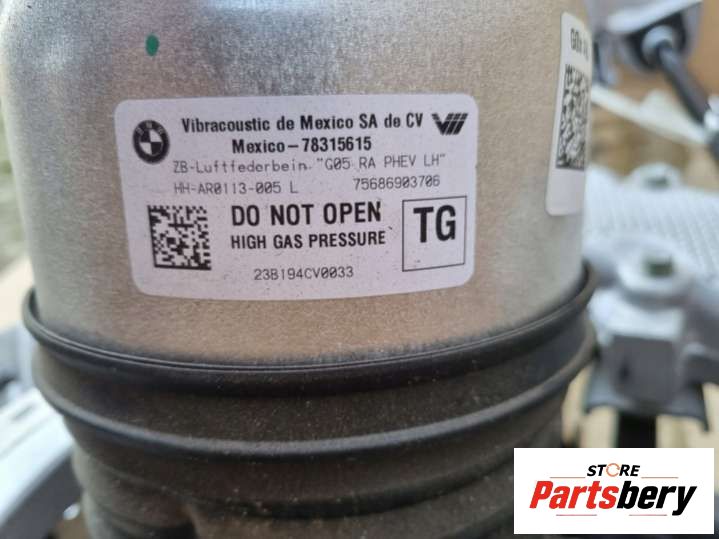 Vibracoustic de Mexico SA de CV
Mexico-78315615
ZB-Luftfederbein "G05 RA PHEV LH"
HH-AR0113-005 L 75686903706
DO NOT OPEN
HIGH GAS PRESSURE
TG
23B194CV0033
BMW
STORE
Partsbery